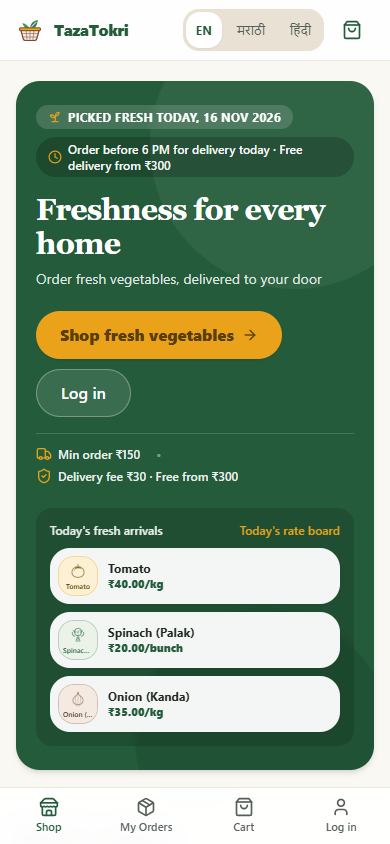 TazaTokri
EN
मराठी
हिंदी
PICKED FRESH TODAY, 16 NOV 2026
Order before 6 PM for delivery today · Free
delivery from ₹300
Freshness for every
home
Order fresh vegetables, delivered to your door
Shop fresh vegetables →
Log in
Min order ₹150 •
Delivery fee ₹30 · Free from ₹300
Today's fresh arrivals
Today's rate board
Tomato
Tomato
₹40.00/kg
Spinac...
Spinach (Palak)
₹20.00/bunch
Onion (...
Onion (Kanda)
₹35.00/kg
Shop
My Orders
Cart
Log in